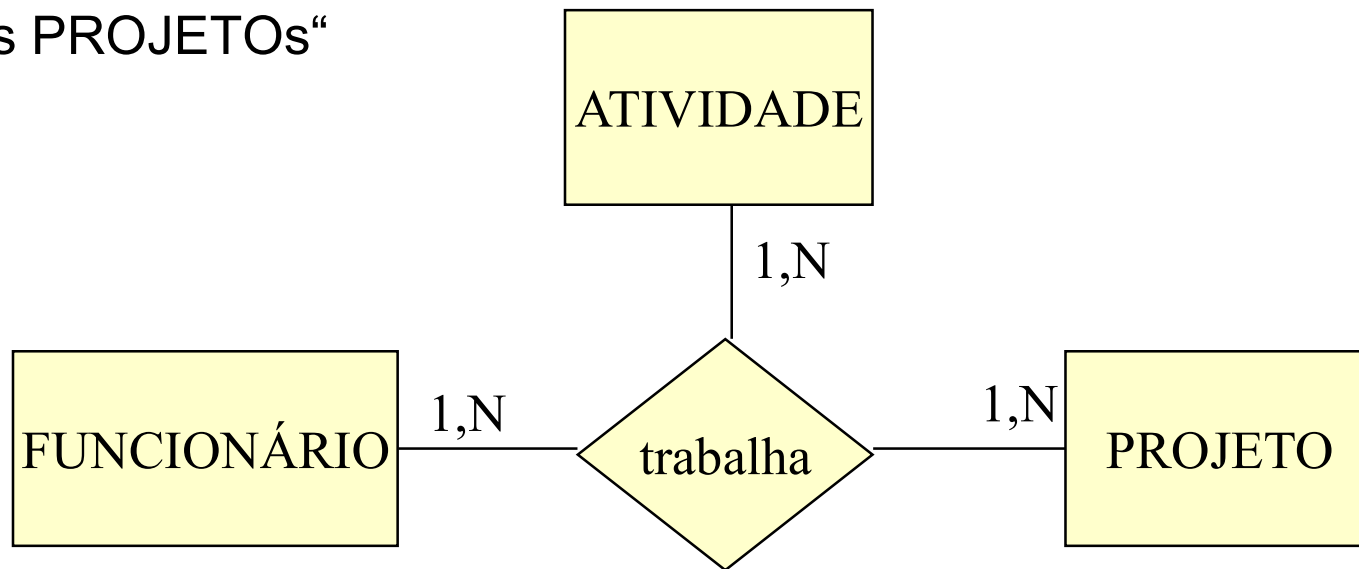 s PROJETOs“
ATIVIDADE
1,N
FUNCIONÁRIO
1,N
trabalha
1,N
PROJETO